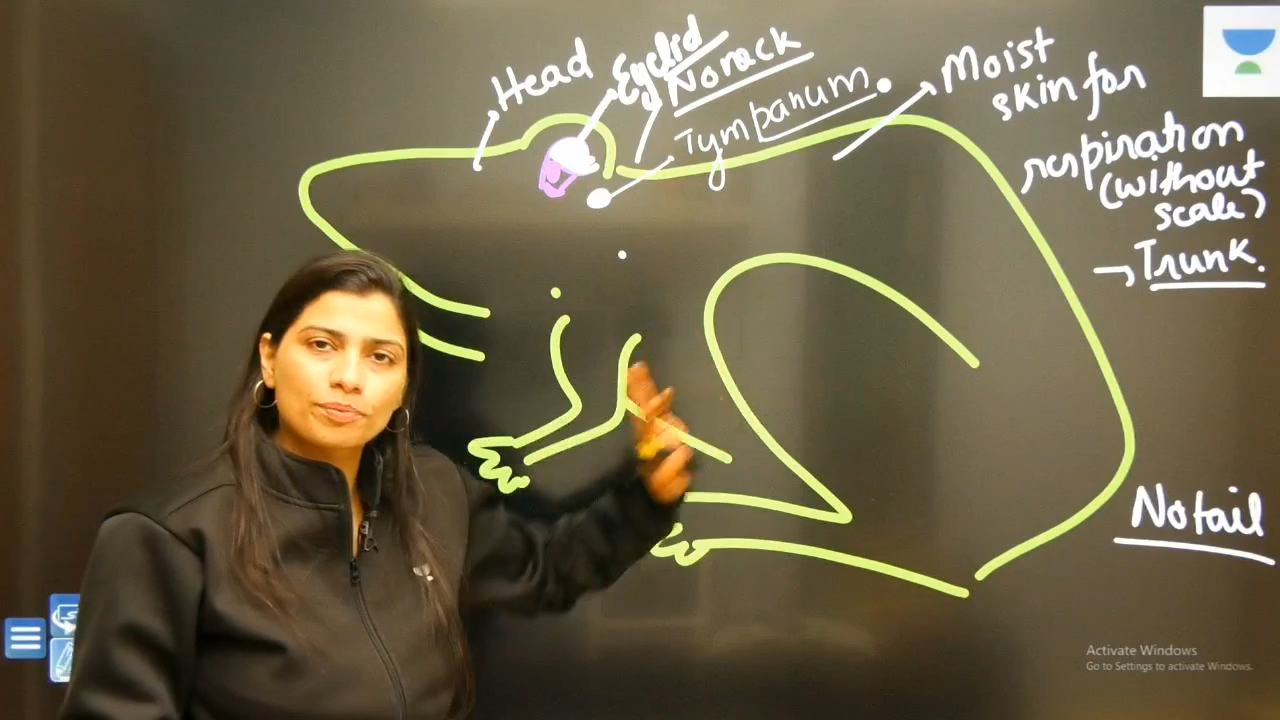 Head
Eyelid
No neck
Tympanum
Moist
skin for
respiration
(without
scale)
→ Trunk.
No tail
Activate Windows
Go to Settings to activate Windows.